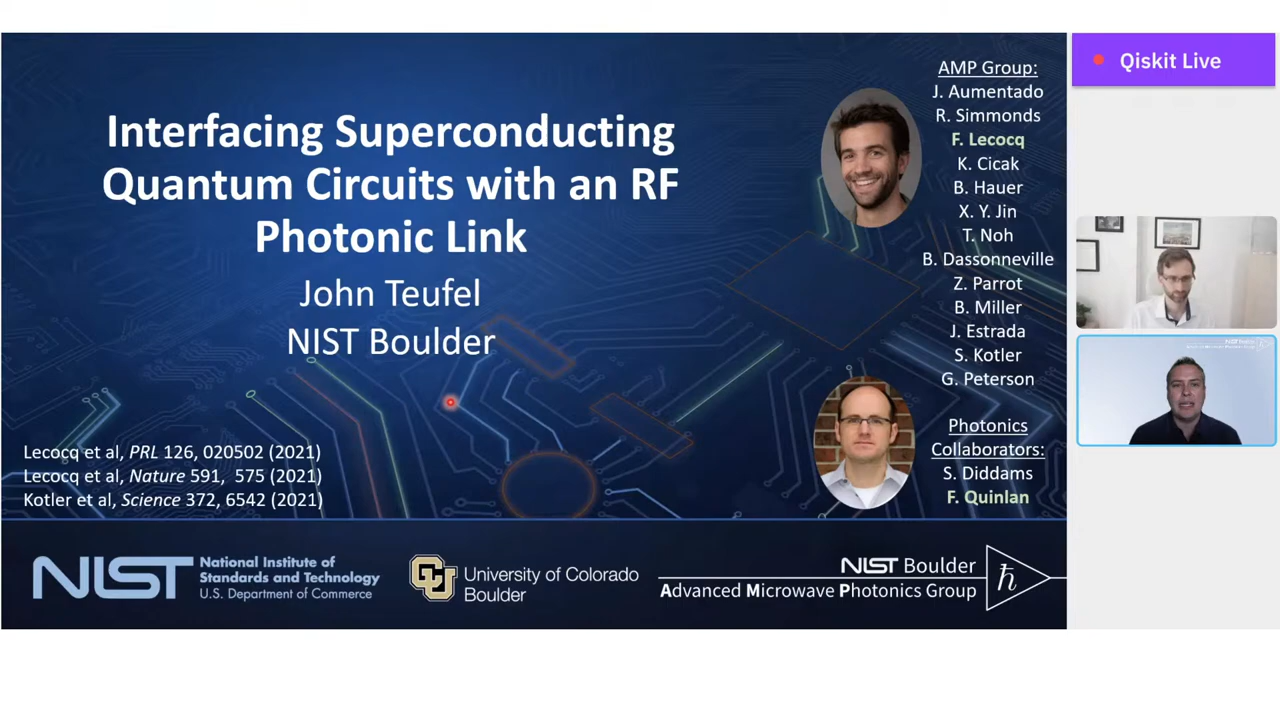 Interfacing Superconducting
Quantum Circuits with an RF
Photonic Link
John Teufel
NIST Boulder
Lecocq et al, PRL 126, 020502 (2021)
Lecocq et al, Nature 591, 575 (2021)
Kotler et al, Science 372, 6542 (2021)
AMP Group:
J. Aumentado
R. Simmonds
F. Lecocq
K. Cicak
B. Hauer
X. Y. Jin
T. Noh
B. Dassonneville
Z. Parrot
B. Miller
J. Estrada
S. Kotler
G. Peterson
Photonics
Collaborators:
S. Diddams
F. Quinlan
NIST
National Institute of
Standards and Technology
U.S. Department of Commerce
CU
University of Colorado
Boulder
NIST Boulder
Advanced Microwave Photonics Group
ħ
Qiskit Live